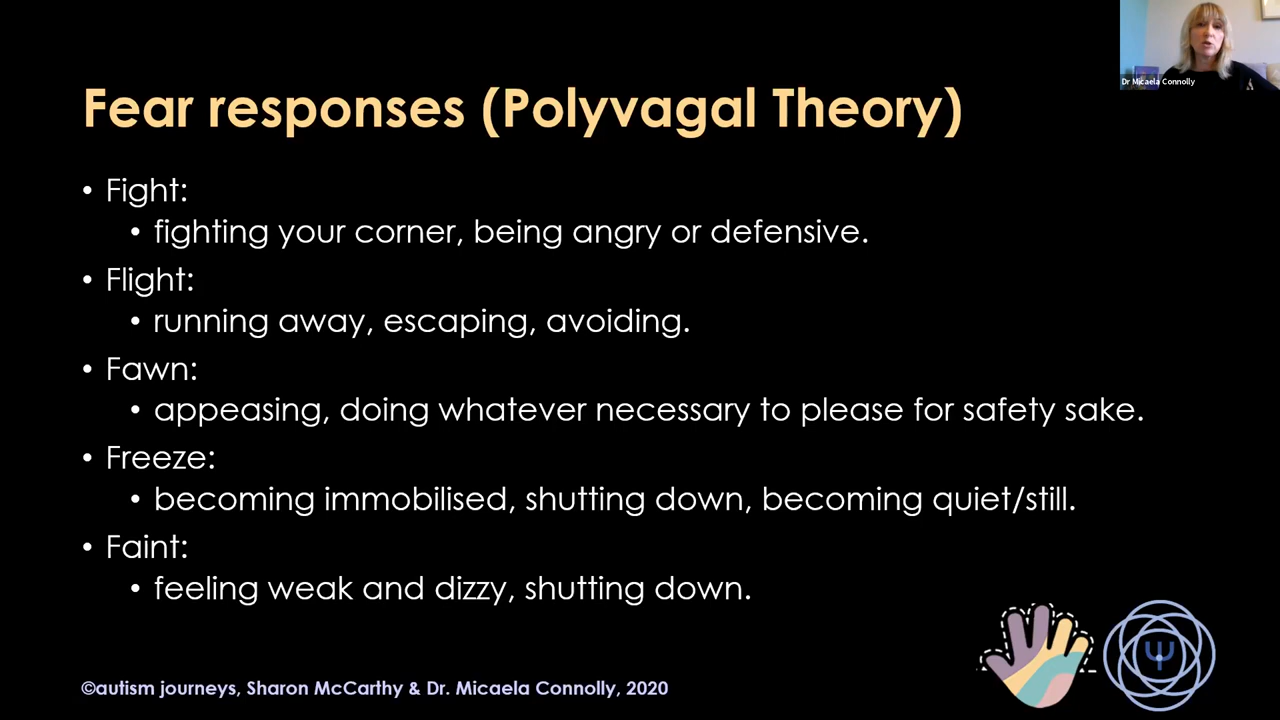 Dr Micaela Connolly
Fear responses (Polyvagal Theory)
• Fight:
• fighting your corner, being angry or defensive.
• Flight:
• running away, escaping, avoiding.
• Fawn:
• appeasing, doing whatever necessary to please for safety sake.
• Freeze:
• becoming immobilised, shutting down, becoming quiet/still.
• Faint:
• feeling weak and dizzy, shutting down.
©autism journeys, Sharon McCarthy & Dr. Micaela Connolly, 2020